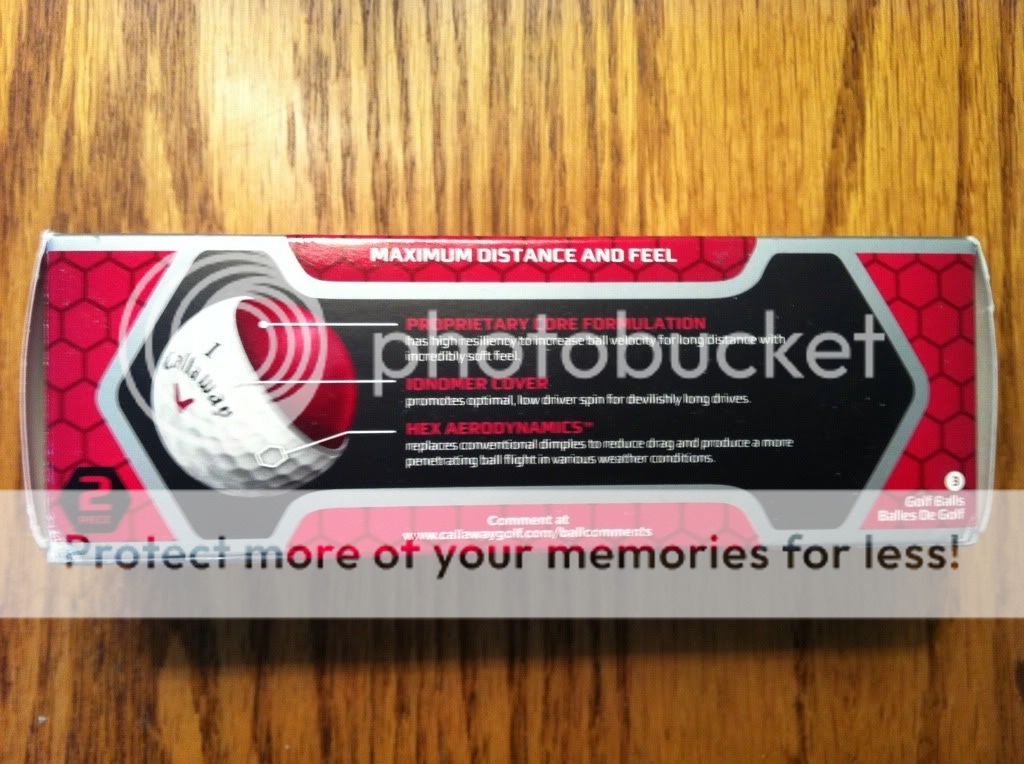 MAXIMUM DISTANCE AND FEEL
PROPRIETARY CORE FORMULATION
has high resiliency to increase ball velocity for long distance with
incredibly soft feel.
IONOMER COVER
promotes optimal, low driver spin for devilishly long drives.
HEX AERODYNAMICS™
replaces conventional dimples to reduce drag and produce a more
penetrating ball flight in various weather conditions.
1
Callaway
2
PIECE
3
Golf Balls
Balles De Golf
Comment at
www.callawaygolf.com/ballcomments
photobucket
Protect more of your memories for less!